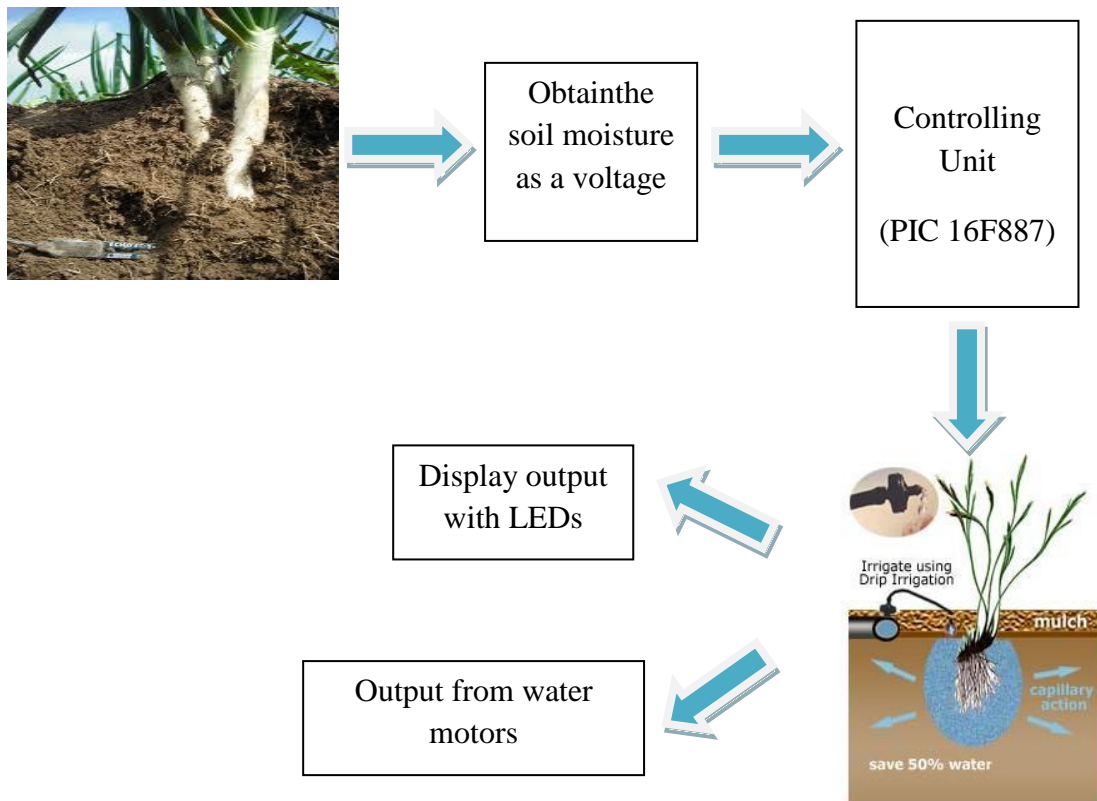 Obtainthe
soil moisture
as a voltage
Controlling
Unit
(PIC 16F887)
Display output
with LEDs
Irrigate using
Drip Irrigation
mulch
capillary
action
save 50% water
Output from water
motors